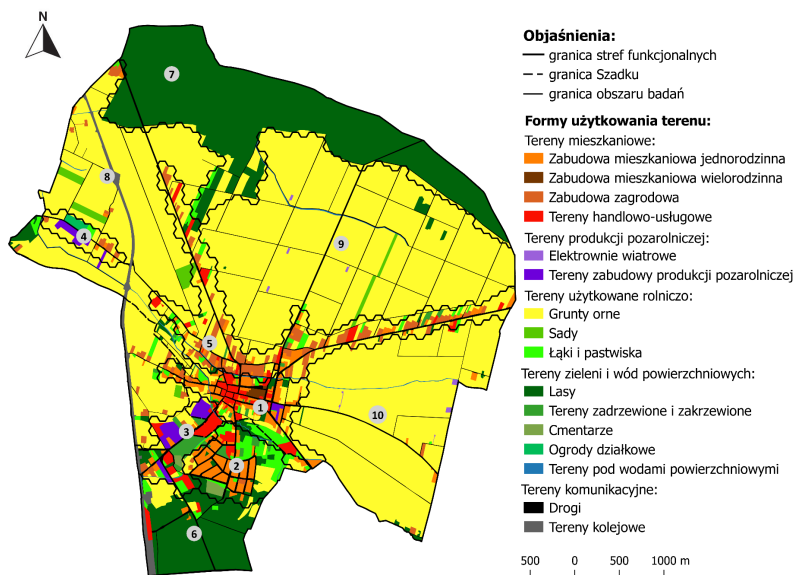 N
Objaśnienia:
granica stref funkcjonalnych
granica Szadku
granica obszaru badań
Formy użytkowania terenu:
Tereny mieszkaniowe:
Zabudowa mieszkaniowa jednorodzinna
Zabudowa mieszkaniowa wielorodzinna
Zabudowa zagrodowa
Tereny handlowo-usługowe
Tereny produkcji pozarolniczej:
Elektrownie wiatrowe
Tereny zabudowy produkcji pozarolniczej
Tereny użytkowane rolniczo:
Grunty orne
Sady
Łąki i pastwiska
Tereny zieleni i wód powierzchniowych:
Lasy
Tereny zadrzewione i zakrzewione
Cmentarze
Ogrody działkowe
Tereny pod wodami powierzchniowymi
Tereny komunikacyjne:
Drogi
Tereny kolejowe
500 0 500 1000 m
7
8
4
9
5
1
10
3
2
6